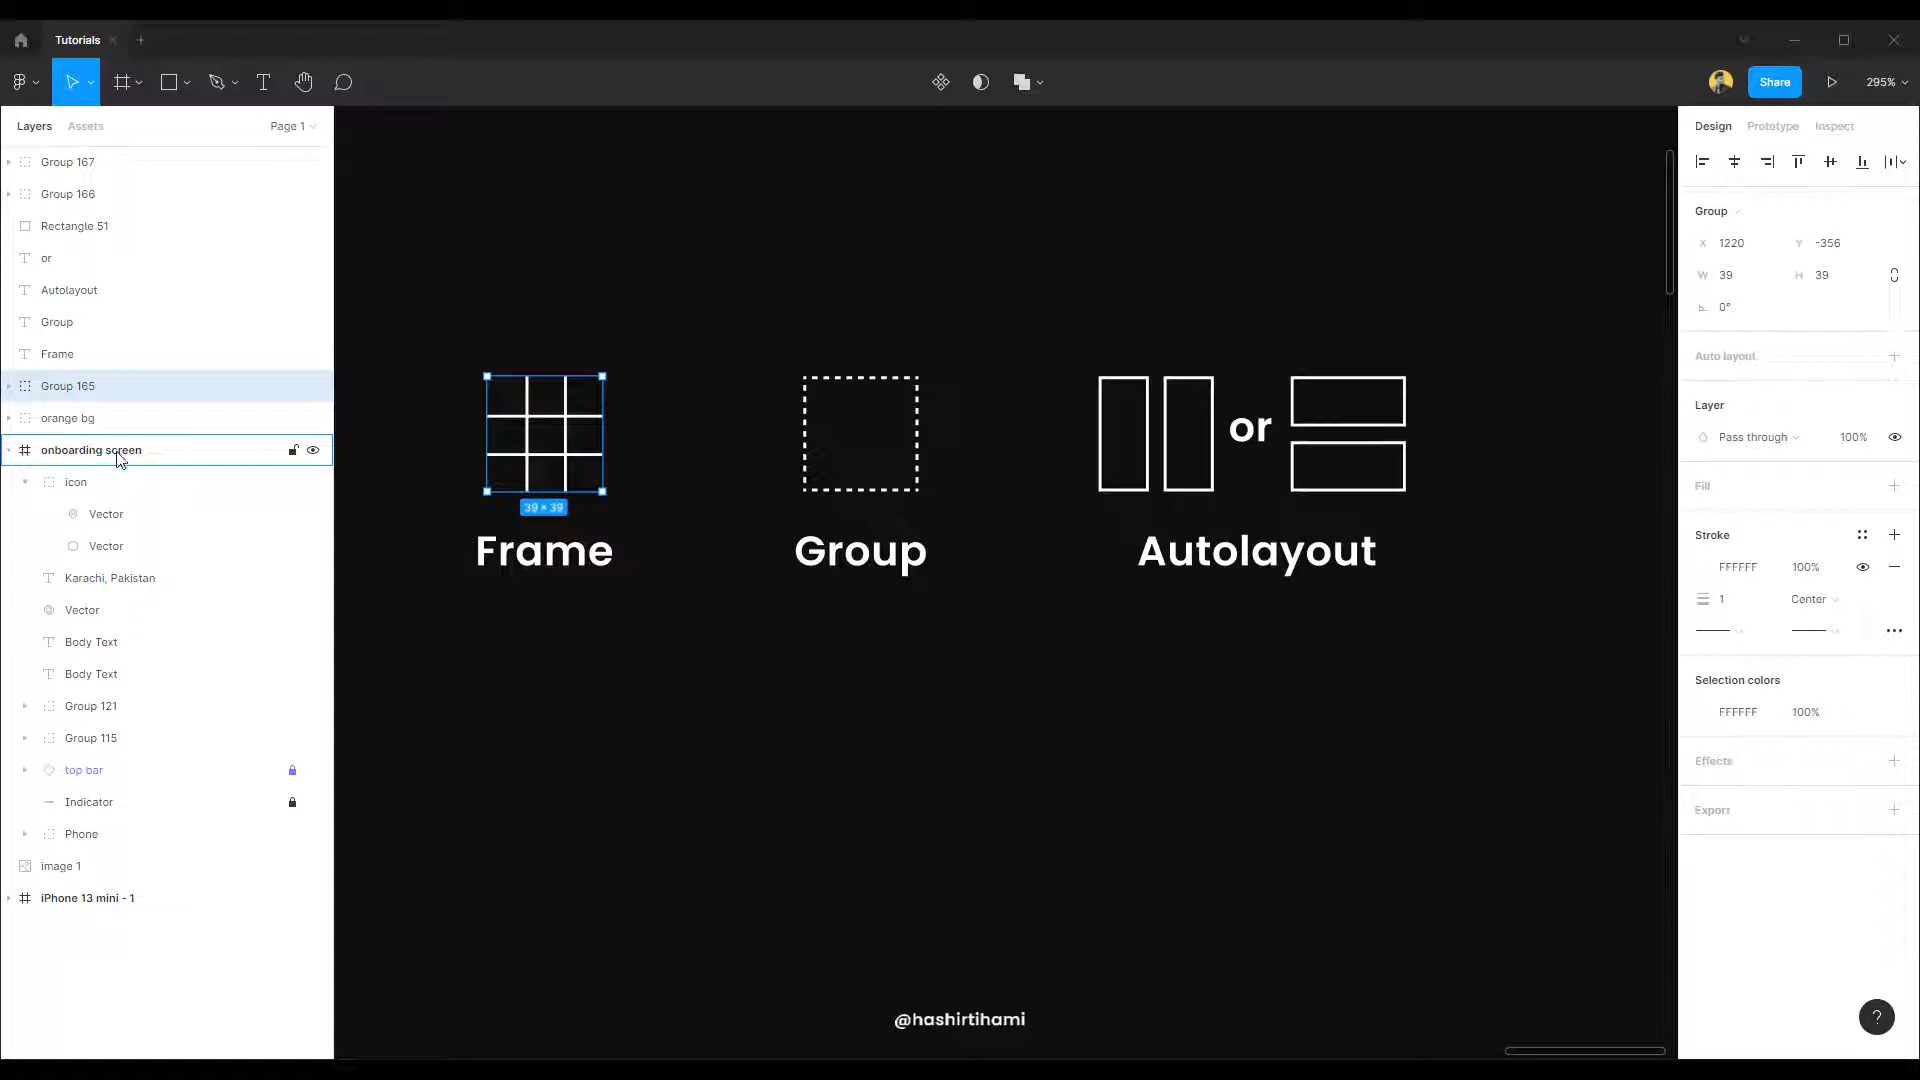 Tutorials
Share
295%
Layers
Assets
Page 1
Group 167
Group 166
Rectangle 51
or
Autolayout
Group
Frame
Group 165
orange bg
onboarding screen
icon
Vector
Vector
Karachi, Pakistan
Vector
Body Text
Body Text
Group 121
Group 115
top bar
Indicator
Phone
image 1
iPhone 13 mini - 1
39 × 39
Frame
Group
or
Autolayout
@hashirtihami
Design
Prototype
Inspect
Group
X 1220 Y -356
W 39 H 39
0°
Auto layout
Layer
Pass through 100%
Fill
Stroke
FFFFFF 100%
1 Center
Selection colors
FFFFFF 100%
Effects
Export
?